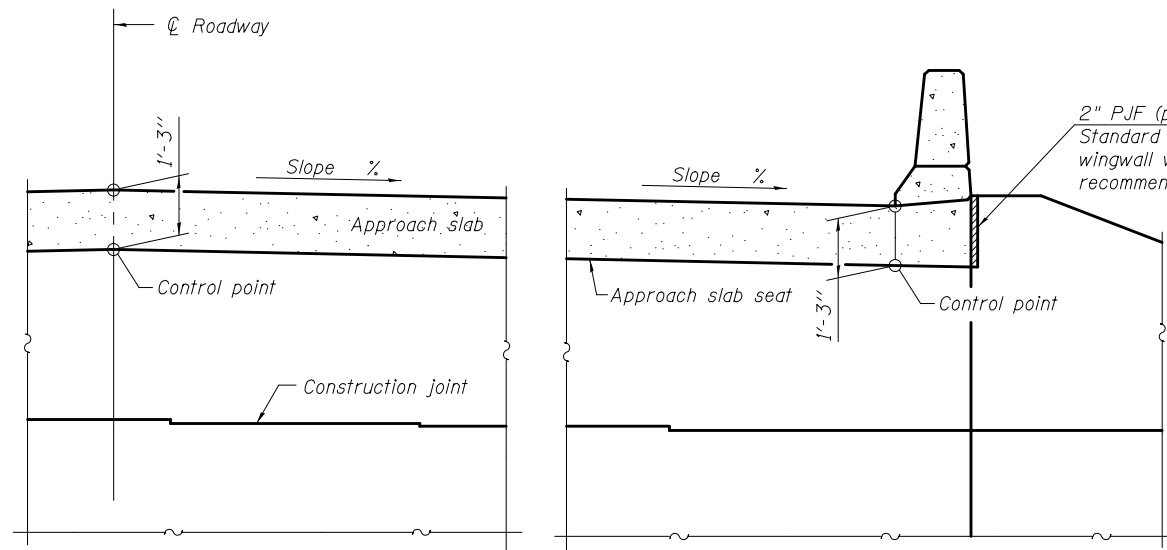 ℄ Roadway
1'-3"
Slope %
Approach slab
Control point
Construction joint
Slope %
2" PJF (p
Standard
wingwall
recommen
Approach slab seat
Control point
1'-3"